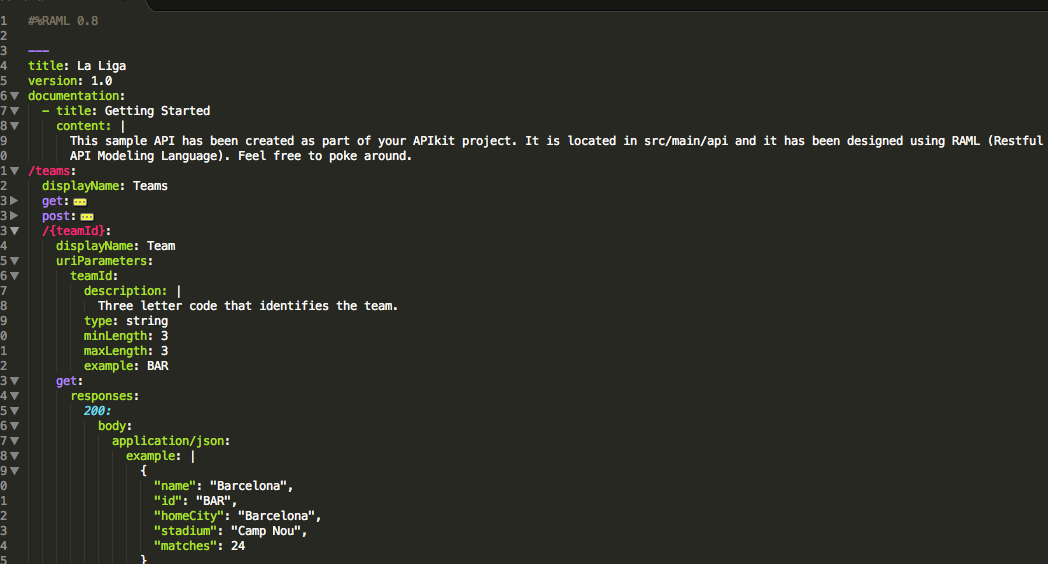 1 #%RAML 0.8
2
3 ---
4 title: La Liga
5 version: 1.0
6 documentation:
7   - title: Getting Started
8     content: |
9       This sample API has been created as part of your APIkit project. It is located in src/main/api and it has been designed using RAML (Restful
0       API Modeling Language). Feel free to poke around.
1 /teams:
2   displayName: Teams
3   get:
3   post:
3   /{teamId}:
4     displayName: Team
5     uriParameters:
6       teamId:
7         description: |
8           Three letter code that identifies the team.
9         type: string
0         minLength: 3
1         maxLength: 3
2         example: BAR
3     get:
4       responses:
5         200:
6           body:
7             application/json:
8               example: |
9                 {
0                   "name": "Barcelona",
1                   "id": "BAR",
2                   "homeCity": "Barcelona",
3                   "stadium": "Camp Nou",
4                   "matches": 24
5                 }